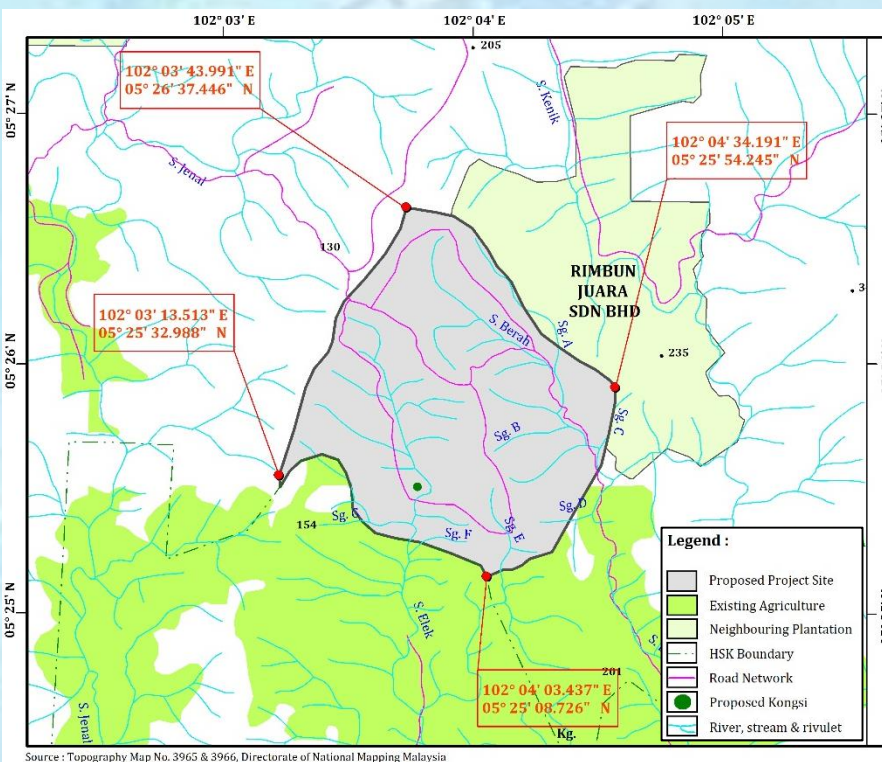 102° 03' E
102° 04' E
102° 05' E
05° 27' N
05° 26' N
05° 25' N
102° 03' 43.991" E
05° 26' 37.446" N
205
S. Kenik
102° 04' 34.191" E
05° 25' 54.245" N
S. Jenal
130
RIMBUN
JUARA
SDN BHD
102° 03' 13.513" E
05° 25' 32.988" N
S. Berah
Sg. A
235
3
Sg. C
Sg. B
154
Sg. G
Sg. F
Sg. E
Sg. D
S. Elek
S. Jenal
102° 04' 03.437" E
05° 25' 08.726" N
201
Kg.
Legend :
Proposed Project Site
Existing Agriculture
Neighbouring Plantation
HSK Boundary
Road Network
Proposed Kongsi
River, stream & rivulet
Source : Topography Map No. 3965 & 3966, Directorate of National Mapping Malaysia